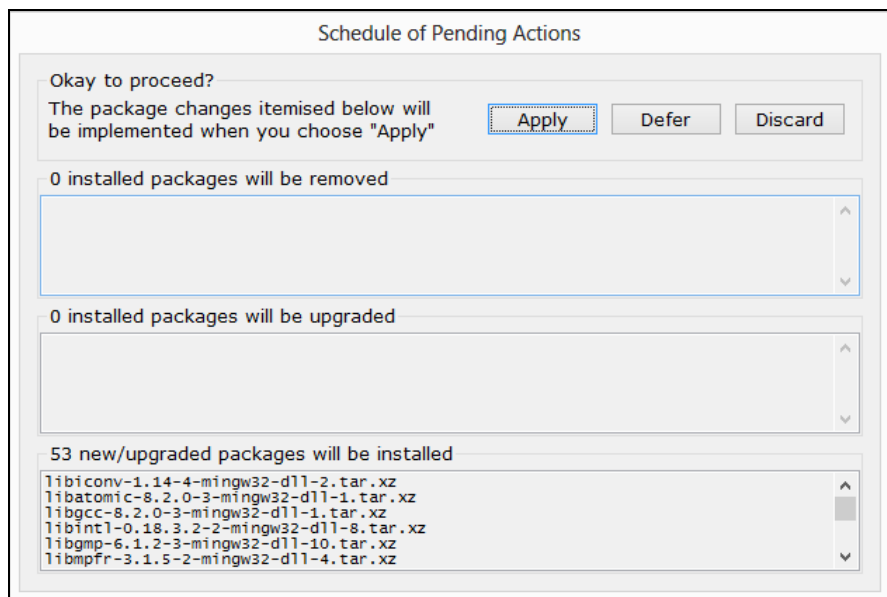 Schedule of Pending Actions
Okay to proceed?
The package changes itemised below will
be implemented when you choose "Apply"
Apply
Defer
Discard
0 installed packages will be removed
0 installed packages will be upgraded
53 new/upgraded packages will be installed
libiconv-1.14-4-mingw32-dll-2.tar.xz
libatomic-8.2.0-3-mingw32-dll-1.tar.xz
libgcc-8.2.0-3-mingw32-dll-1.tar.xz
libintl-0.18.3.2-2-mingw32-dll-8.tar.xz
libgmp-6.1.2-3-mingw32-dll-10.tar.xz
libmpfr-3.1.5-2-mingw32-dll-4.tar.xz